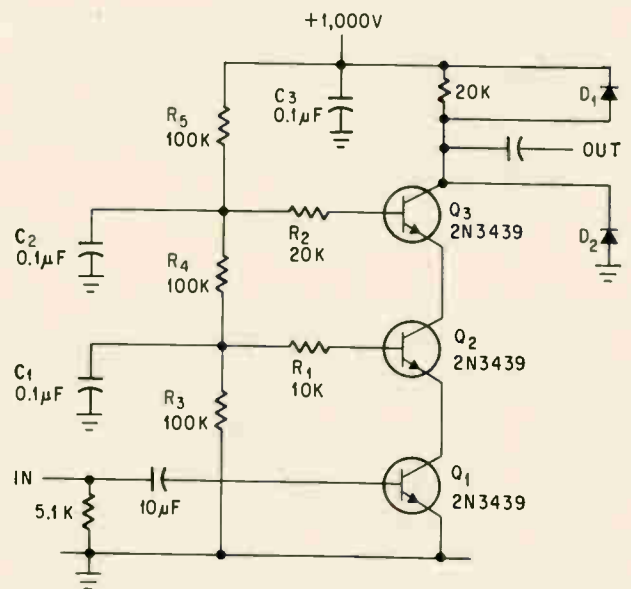 +1,000V
R5
100K
C3
0.1µF
20K
D1
OUT
C2
0.1µF
R2
20K
Q3
2N3439
D2
R4
100K
C1
0.1µF
R1
10K
Q2
2N3439
R3
100K
IN
5.1K
10µF
Q1
2N3439